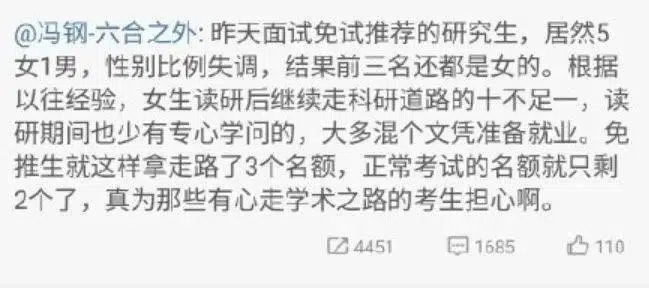 @冯钢-六合之外: 昨天面试免试推荐的研究生，居然5
女1男，性别比例失调，结果前三名还都是女的。根据
以往经验，女生读研后继续走科研道路的十不足一，读
研期间也少有专心学问的，大多混个文凭准备就业。免
推生就这样拿走路了3个名额，正常考试的名额就只剩
2个了，真为那些有心走学术之路的考生担心啊。
4451 1685 110